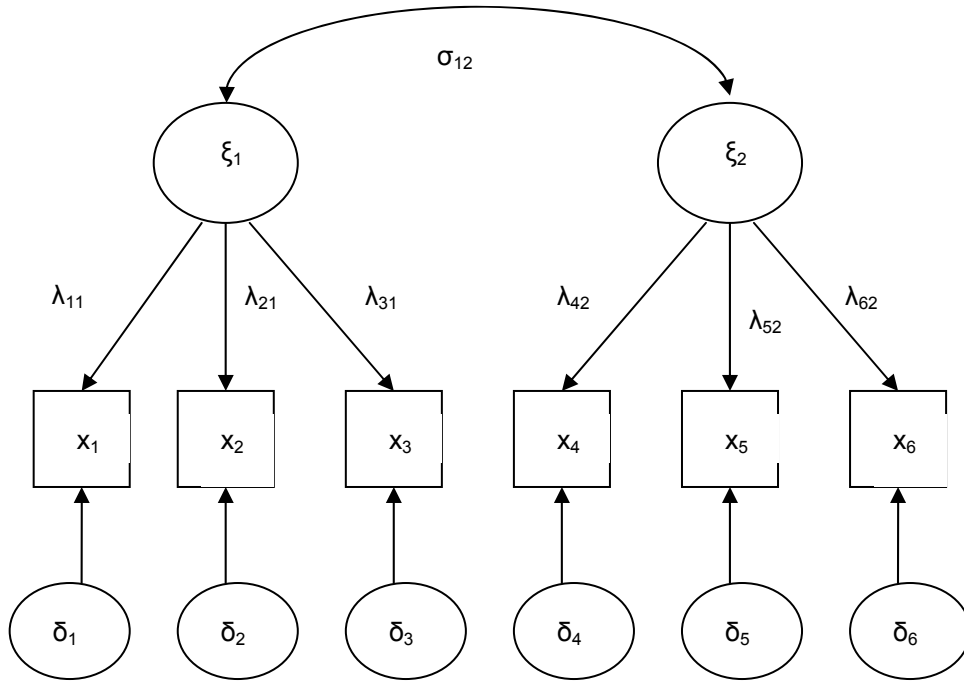 σ₁₂
ξ₁ ξ₂
λ₁₁ λ₂₁ λ₃₁ λ₄₂ λ₅₂ λ₆₂
x₁ x₂ x₃ x₄ x₅ x₆
δ₁ δ₂ δ₃ δ₄ δ₅ δ₆